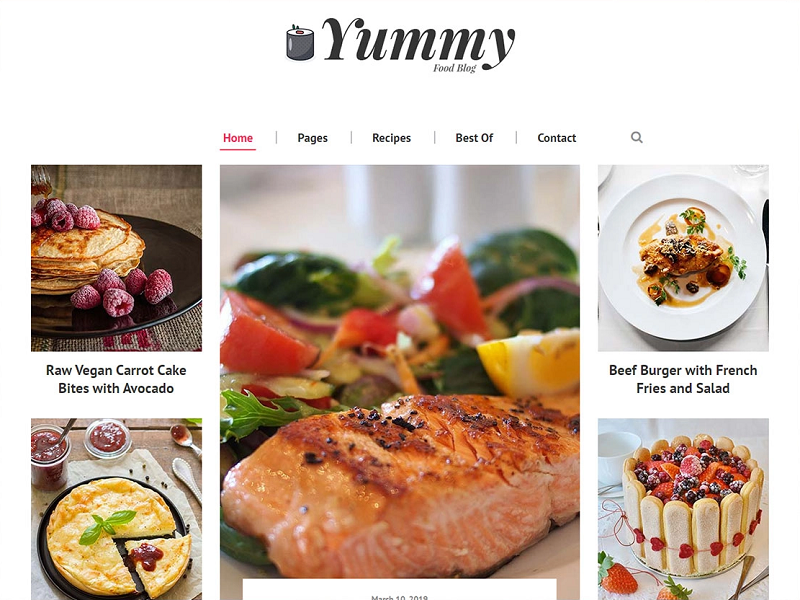 Yummy
Food Blog
Home | Pages | Recipes | Best Of | Contact
Raw Vegan Carrot Cake
Bites with Avocado
Beef Burger with French
Fries and Salad
March 10, 2019